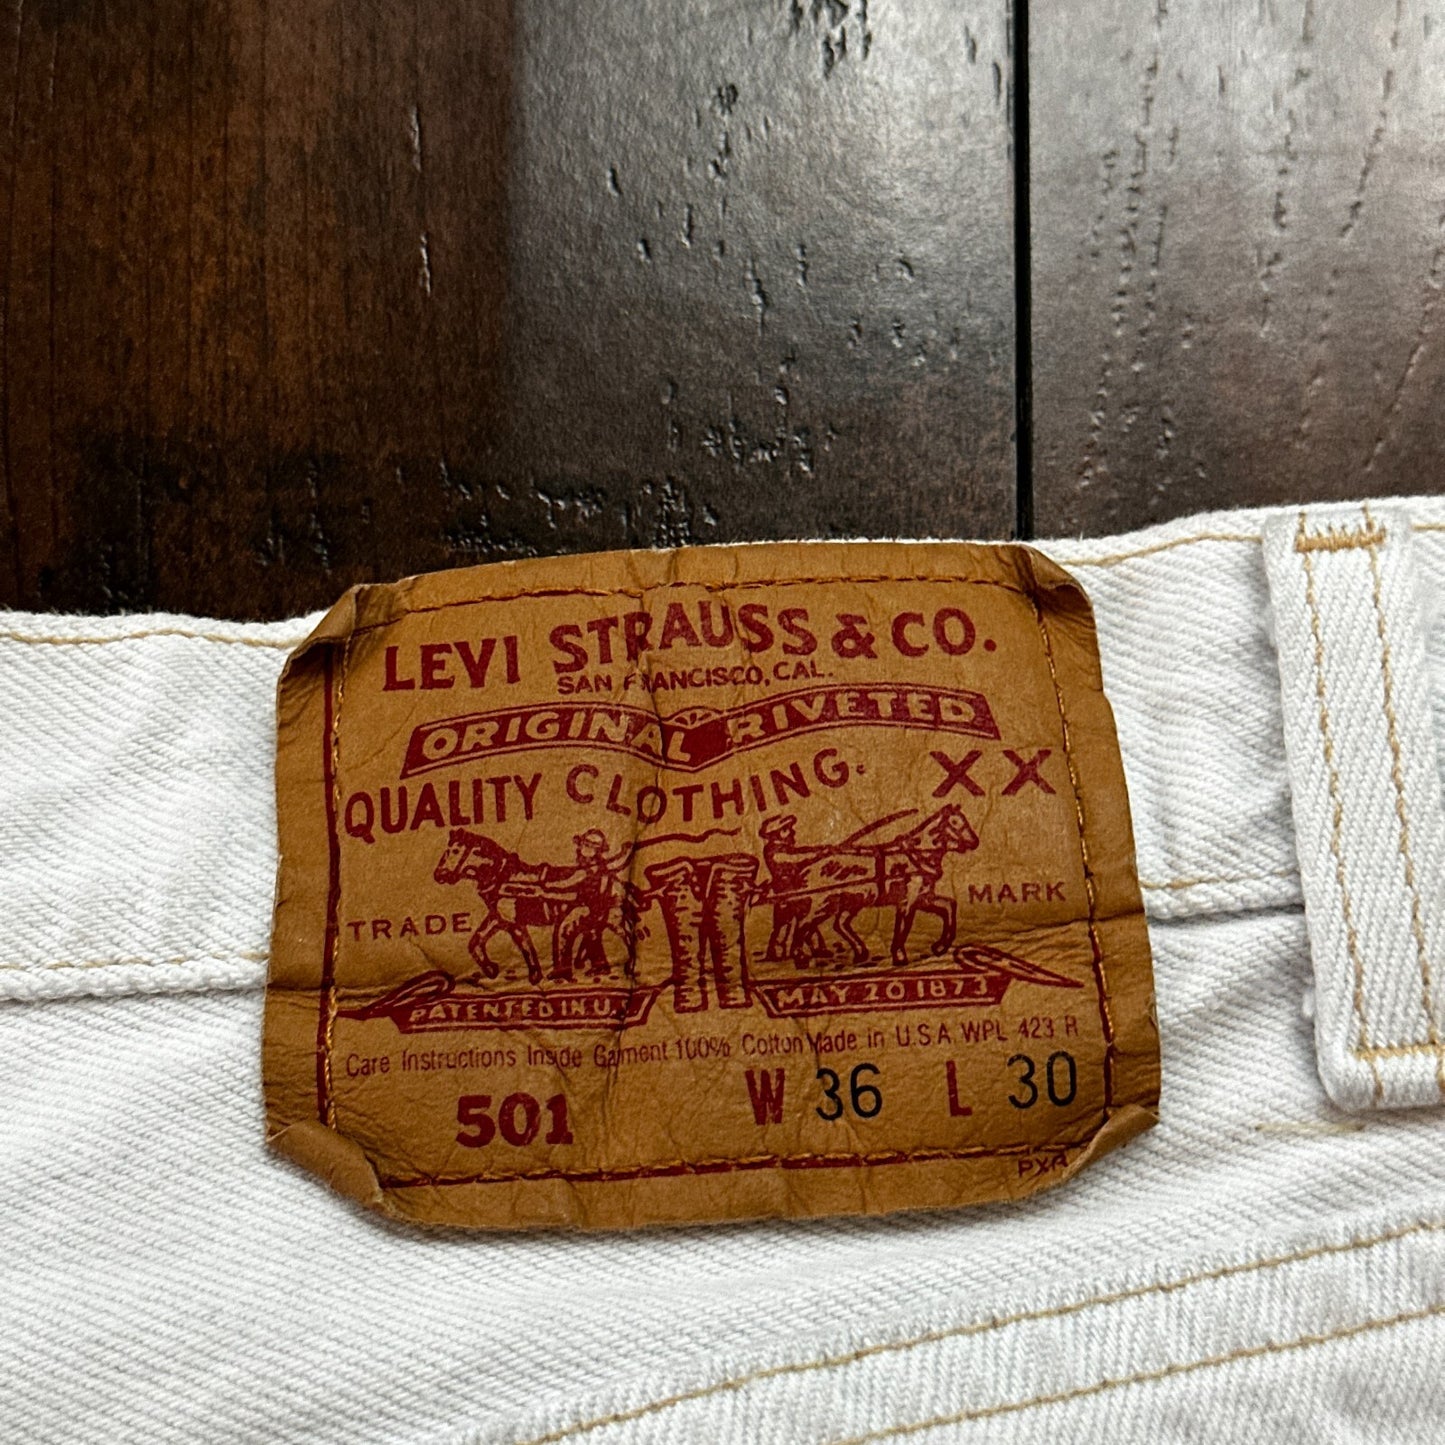 LEVI STRAUSS & CO.
SAN FRANCISCO, CAL.
ORIGINAL RIVETED
QUALITY CLOTHING. XX
TRADE MARK
PATENTED IN U.S. MAY 20 1873
Care Instructions Inside Garment 100% Cotton Made in U.S.A. WPL 423 R
501 W 36 L 30